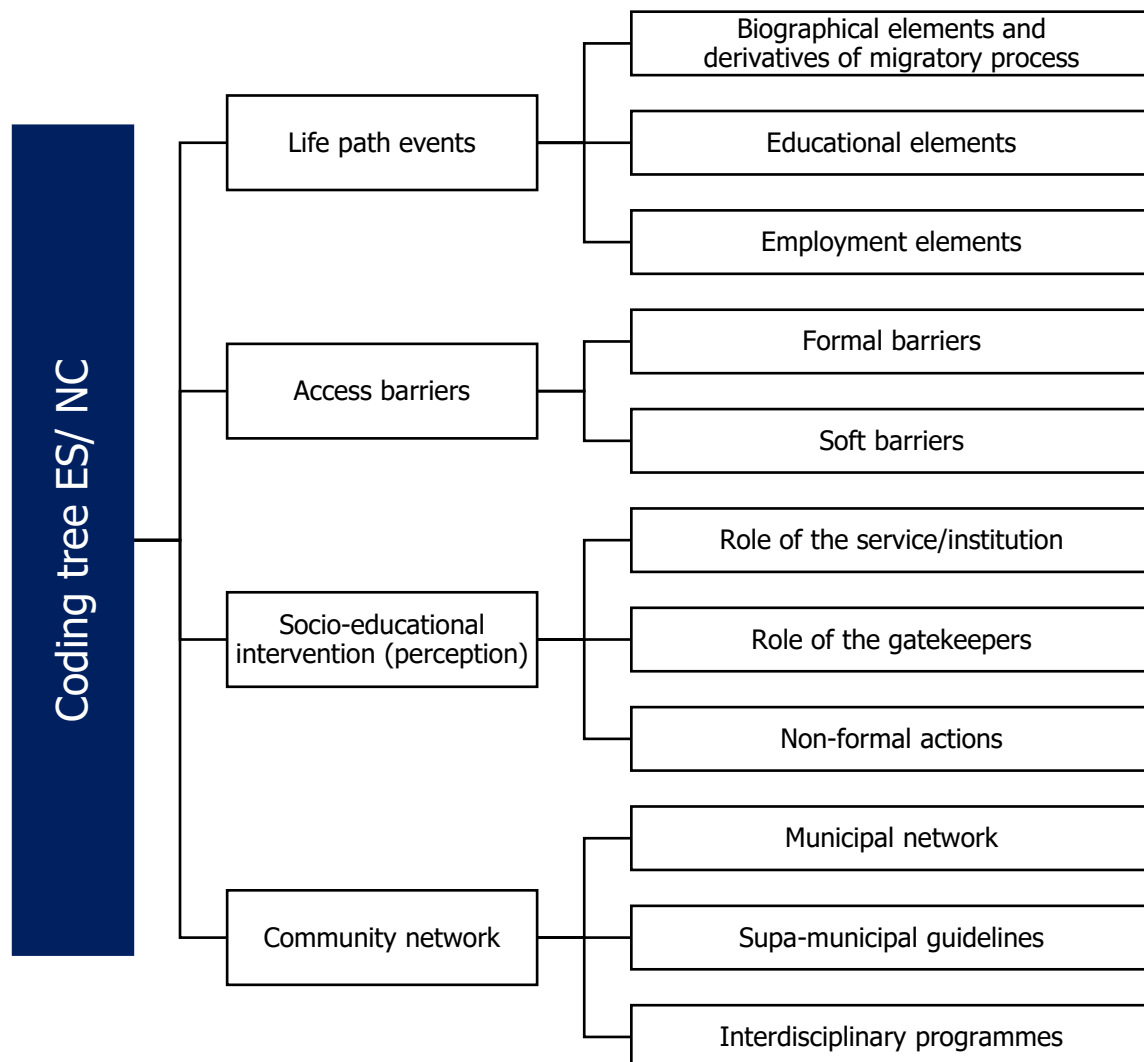 Coding tree ES/ NC
Life path events
Biographical elements and
derivatives of migratory process
Educational elements
Employment elements
Access barriers
Formal barriers
Soft barriers
Socio-educational
intervention (perception)
Role of the service/institution
Role of the gatekeepers
Non-formal actions
Community network
Municipal network
Supa-municipal guidelines
Interdisciplinary programmes